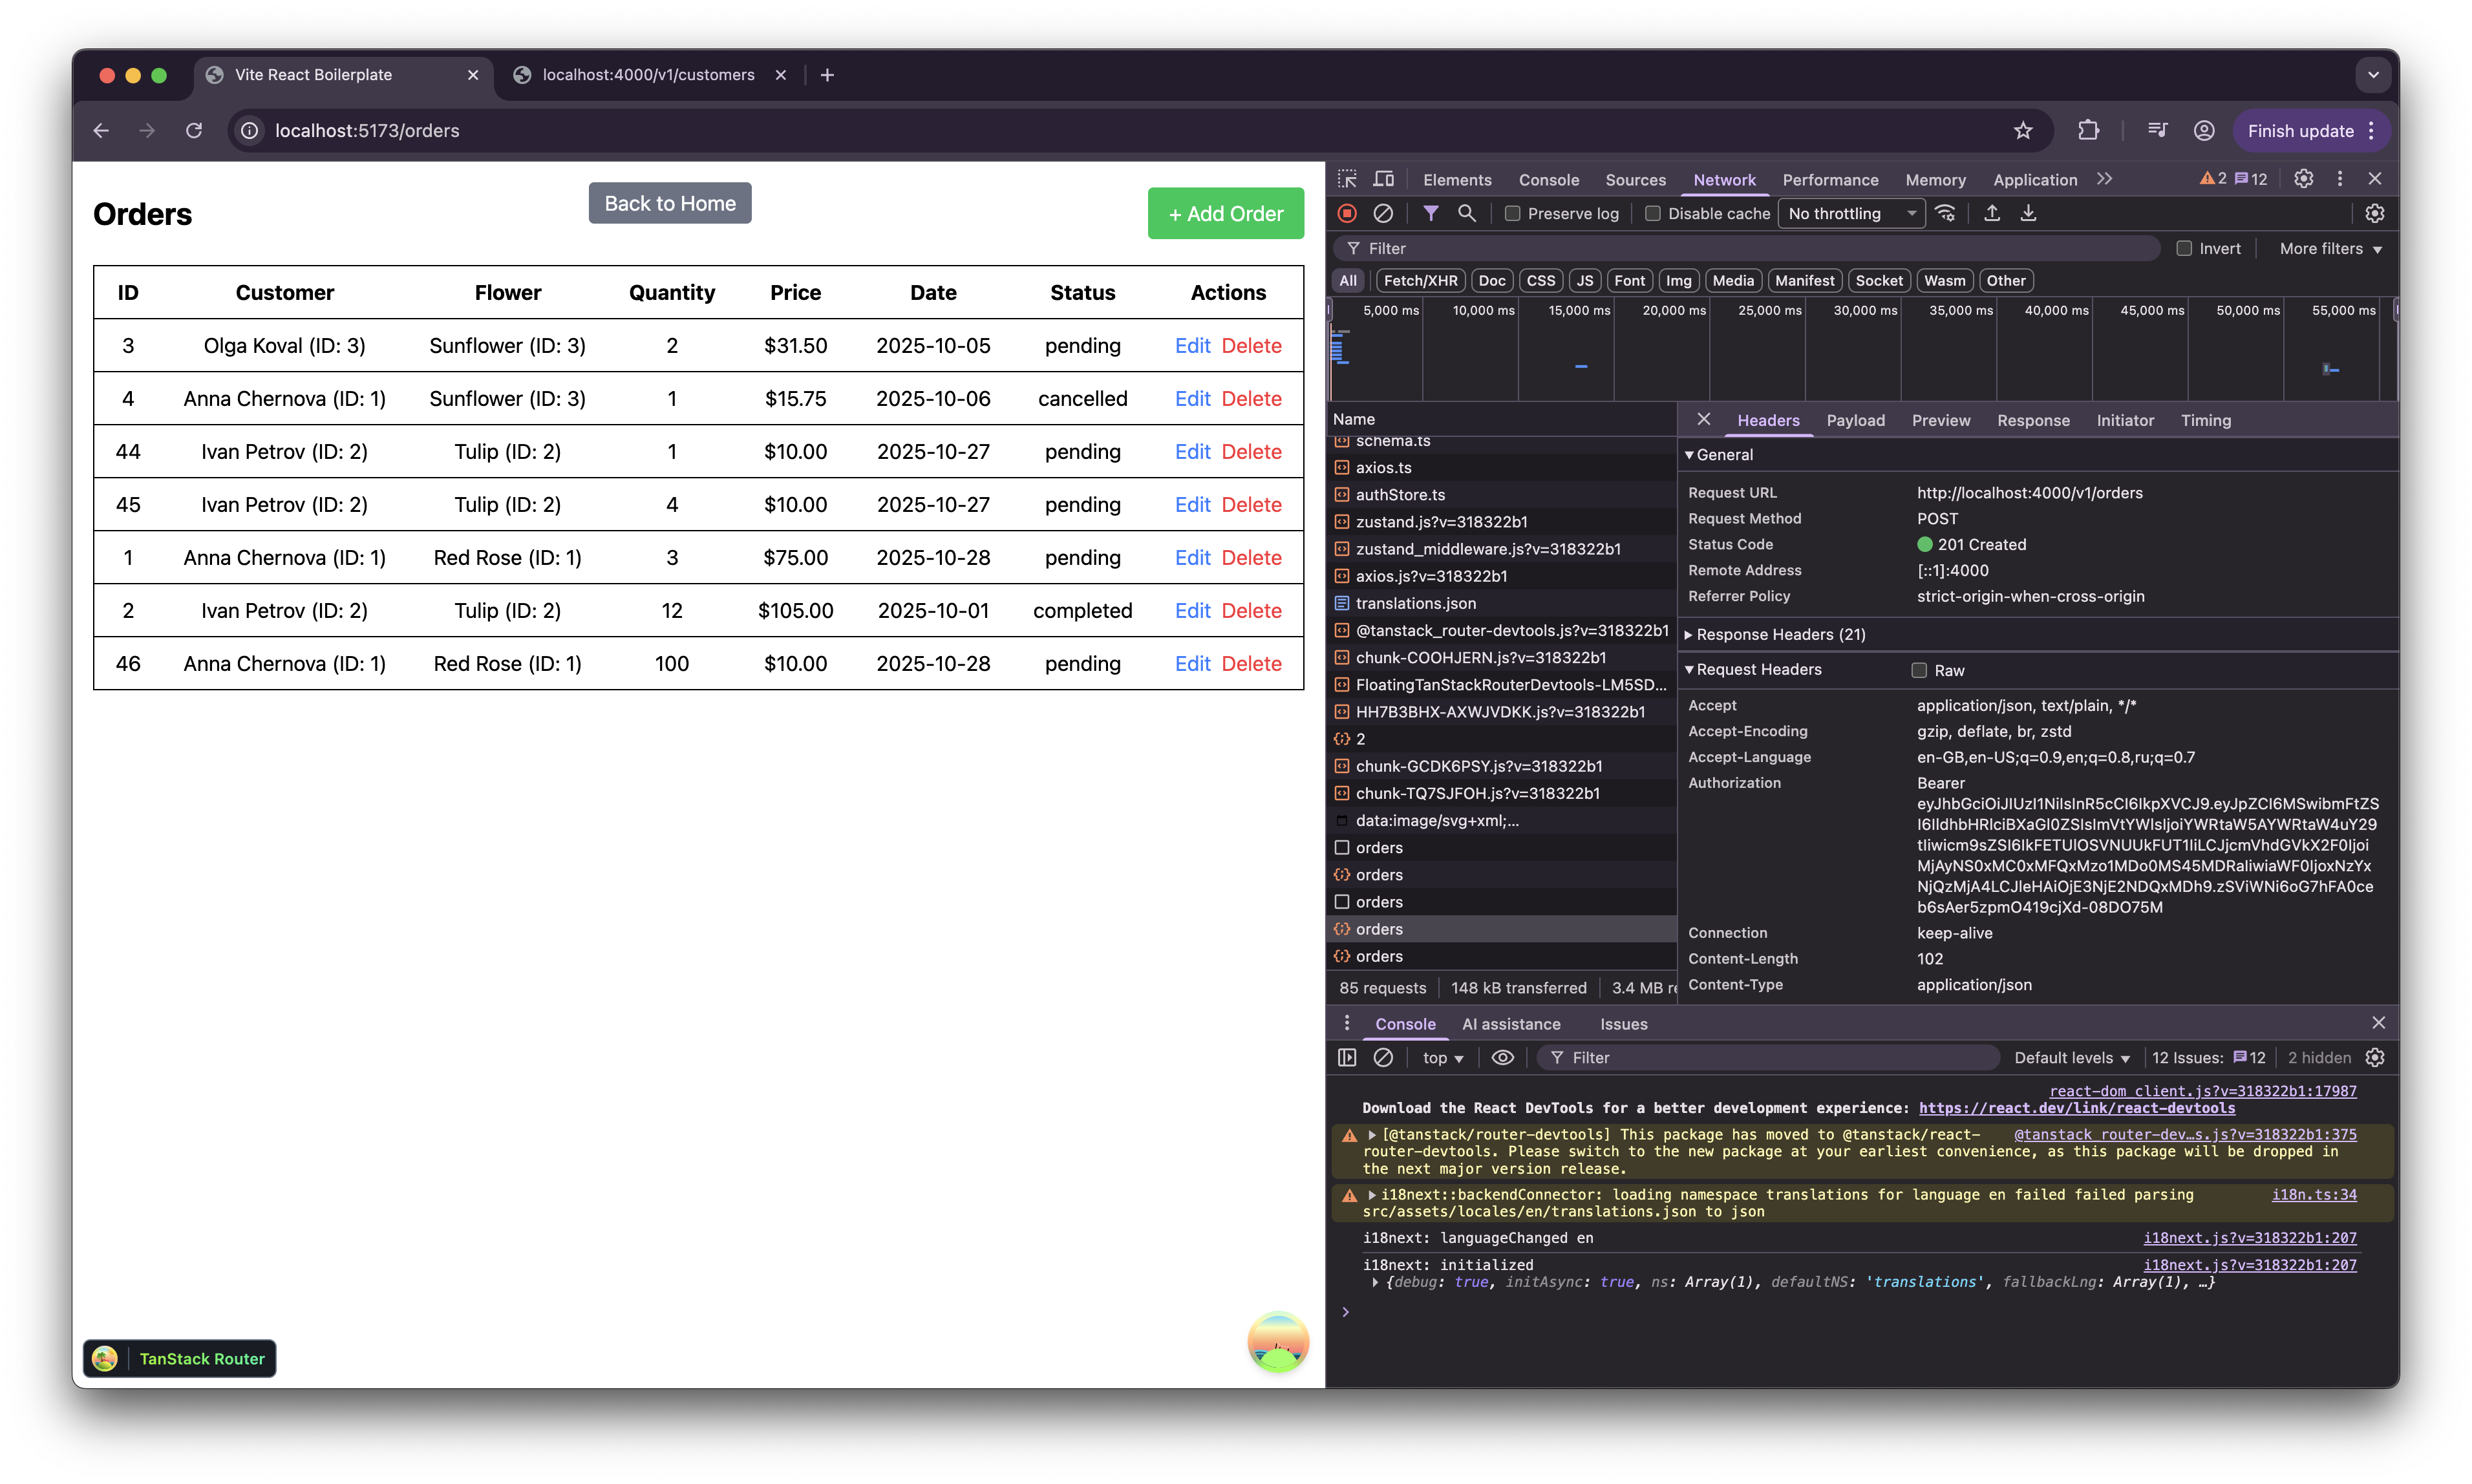 Vite React Boilerplate
localhost:4000/v1/customers
localhost:5173/orders
Finish update
Orders
Back to Home
+ Add Order
ID Customer Flower Quantity Price Date Status Actions
3 Olga Koval (ID: 3) Sunflower (ID: 3) 2 $31.50 2025-10-05 pending Edit Delete
4 Anna Chernova (ID: 1) Sunflower (ID: 3) 1 $15.75 2025-10-06 cancelled Edit Delete
44 Ivan Petrov (ID: 2) Tulip (ID: 2) 1 $10.00 2025-10-27 pending Edit Delete
45 Ivan Petrov (ID: 2) Tulip (ID: 2) 4 $10.00 2025-10-27 pending Edit Delete
1 Anna Chernova (ID: 1) Red Rose (ID: 1) 3 $75.00 2025-10-28 pending Edit Delete
2 Ivan Petrov (ID: 2) Tulip (ID: 2) 12 $105.00 2025-10-01 completed Edit Delete
46 Anna Chernova (ID: 1) Red Rose (ID: 1) 100 $10.00 2025-10-28 pending Edit Delete
TanStack Router
Elements Console Sources Network Performance Memory Application 2 12
Preserve log Disable cache No throttling
Filter Invert More filters
All Fetch/XHR Doc CSS JS Font Img Media Manifest Socket Wasm Other
5,000 ms 10,000 ms 15,000 ms 20,000 ms 25,000 ms 30,000 ms 35,000 ms 40,000 ms 45,000 ms 50,000 ms 55,000 ms
Name
schema.ts
axios.ts
authStore.ts
zustand.js?v=318322b1
zustand_middleware.js?v=318322b1
axios.js?v=318322b1
translations.json
@tanstack_router-devtools.js?v=318322b1
chunk-COOHJERN.js?v=318322b1
FloatingTanStackRouterDevtools-LM5SD...
HH7B3BHX-AXWJVDKK.js?v=318322b1
2
chunk-GCDK6PSY.js?v=318322b1
chunk-TQ7SJFOH.js?v=318322b1
data:image/svg+xml;...
orders
orders
orders
orders
orders
85 requests 148 kB transferred 3.4 MB re
Headers Payload Preview Response Initiator Timing
General
Request URL http://localhost:4000/v1/orders
Request Method POST
Status Code 201 Created
Remote Address [::1]:4000
Referrer Policy strict-origin-when-cross-origin
Response Headers (21)
Request Headers Raw
Accept application/json, text/plain, */*
Accept-Encoding gzip, deflate, br, zstd
Accept-Language en-GB,en-US;q=0.9,en;q=0.8,ru;q=0.7
Authorization Bearer
eyJhbGciOiJIUzI1NiIsInR5cCI6IkpXVCJ9.eyJpZCI6MSwibmFtZS
I6IldhbHRlciBXaGl0ZSIsImVtYWlsIjoiYWRtaW5AYWRtaW4uY29
tIiwicm9sZSI6IkFETUlOSVNUUkFUT1IiLCJjcmVhdGVkX2F0Ijoi
MjAyNS0xMC0xMFQxMzo1MDo0MS45MDRaIiwiaWF0IjoxNzYx
NjQzMjA4LCJleHAiOjE3NjE2NDQxMDh9.zSViWNi6oG7hFA0ce
b6sAer5zpmO419cjXd-08DO75M
Connection keep-alive
Content-Length 102
Content-Type application/json
Console AI assistance Issues
top Filter Default levels 12 Issues: 12 2 hidden
react-dom_client.js?v=318322b1:17987
Download the React DevTools for a better development experience: https://react.dev/link/react-devtools
[@tanstack/router-devtools] This package has moved to @tanstack/react- @tanstack_router-dev…s.js?v=318322b1:375
router-devtools. Please switch to the new package at your earliest convenience, as this package will be dropped in
the next major version release.
i18next::backendConnector: loading namespace translations for language en failed failed parsing i18n.ts:34
src/assets/locales/en/translations.json to json
i18next: languageChanged en i18next.js?v=318322b1:207
i18next: initialized i18next.js?v=318322b1:207
{debug: true, initAsync: true, ns: Array(1), defaultNS: 'translations', fallbackLng: Array(1), …}